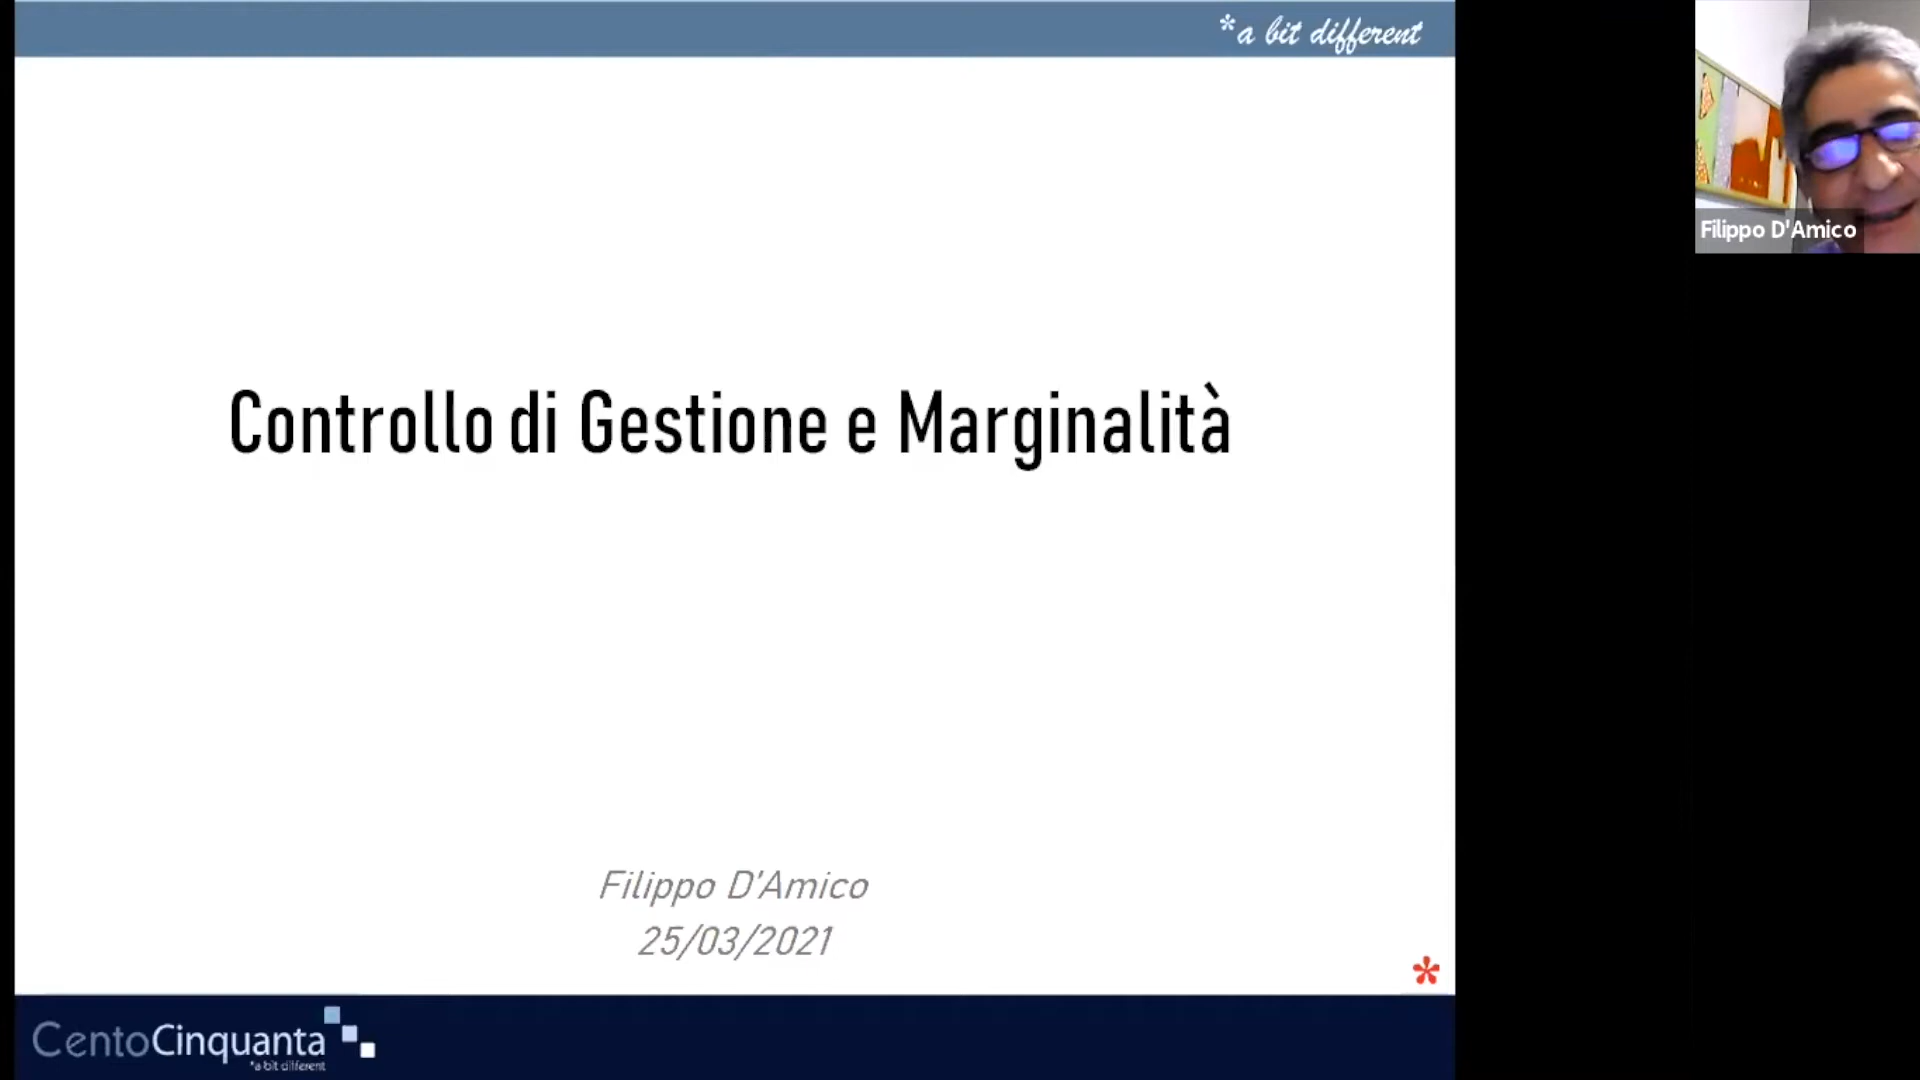 *a bit different
Filippo D'Amico
Controllo di Gestione e Marginalità
Filippo D'Amico
25/03/2021
*
CentoCinquanta
*a bit different